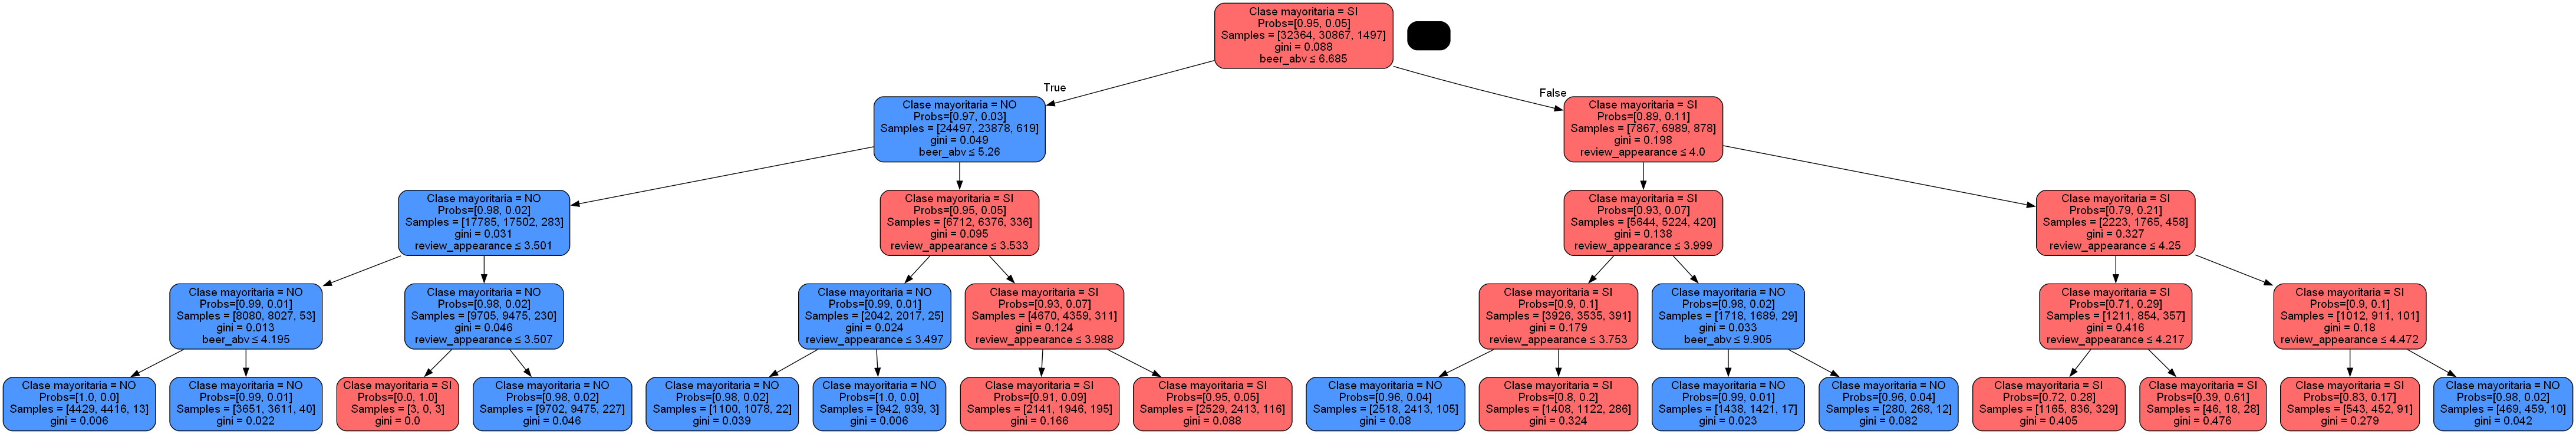 Clase mayoritaria = SI
Probs=[0.95, 0.05]
Samples = [32364, 30867, 1497]
gini = 0.088
beer_abv ≤ 6.685
True
False
Clase mayoritaria = NO
Probs=[0.97, 0.03]
Samples = [24497, 23878, 619]
gini = 0.049
beer_abv ≤ 5.26
Clase mayoritaria = SI
Probs=[0.89, 0.11]
Samples = [7867, 6989, 878]
gini = 0.198
review_appearance ≤ 4.0
Clase mayoritaria = NO
Probs=[0.98, 0.02]
Samples = [17785, 17502, 283]
gini = 0.031
review_appearance ≤ 3.501
Clase mayoritaria = SI
Probs=[0.95, 0.05]
Samples = [6712, 6376, 336]
gini = 0.095
review_appearance ≤ 3.533
Clase mayoritaria = SI
Probs=[0.93, 0.07]
Samples = [5644, 5224, 420]
gini = 0.138
review_appearance ≤ 3.999
Clase mayoritaria = SI
Probs=[0.79, 0.21]
Samples = [2223, 1765, 458]
gini = 0.327
review_appearance ≤ 4.25
Clase mayoritaria = NO
Probs=[0.99, 0.01]
Samples = [8080, 8027, 53]
gini = 0.013
beer_abv ≤ 4.195
Clase mayoritaria = NO
Probs=[0.98, 0.02]
Samples = [9705, 9475, 230]
gini = 0.046
review_appearance ≤ 3.507
Clase mayoritaria = NO
Probs=[0.99, 0.01]
Samples = [2042, 2017, 25]
gini = 0.024
review_appearance ≤ 3.497
Clase mayoritaria = SI
Probs=[0.93, 0.07]
Samples = [4670, 4359, 311]
gini = 0.124
review_appearance ≤ 3.988
Clase mayoritaria = SI
Probs=[0.9, 0.1]
Samples = [3926, 3535, 391]
gini = 0.179
review_appearance ≤ 3.753
Clase mayoritaria = NO
Probs=[0.98, 0.02]
Samples = [1718, 1689, 29]
gini = 0.033
beer_abv ≤ 9.905
Clase mayoritaria = SI
Probs=[0.71, 0.29]
Samples = [1211, 854, 357]
gini = 0.416
review_appearance ≤ 4.217
Clase mayoritaria = SI
Probs=[0.9, 0.1]
Samples = [1012, 911, 101]
gini = 0.18
review_appearance ≤ 4.472
Clase mayoritaria = NO
Probs=[1.0, 0.0]
Samples = [4429, 4416, 13]
gini = 0.006
Clase mayoritaria = NO
Probs=[0.99, 0.01]
Samples = [3651, 3611, 40]
gini = 0.022
Clase mayoritaria = SI
Probs=[0.0, 1.0]
Samples = [3, 0, 3]
gini = 0.0
Clase mayoritaria = NO
Probs=[0.98, 0.02]
Samples = [9702, 9475, 227]
gini = 0.046
Clase mayoritaria = NO
Probs=[0.98, 0.02]
Samples = [1100, 1078, 22]
gini = 0.039
Clase mayoritaria = NO
Probs=[1.0, 0.0]
Samples = [942, 939, 3]
gini = 0.006
Clase mayoritaria = SI
Probs=[0.91, 0.09]
Samples = [2141, 1946, 195]
gini = 0.166
Clase mayoritaria = SI
Probs=[0.95, 0.05]
Samples = [2529, 2413, 116]
gini = 0.088
Clase mayoritaria = NO
Probs=[0.96, 0.04]
Samples = [2518, 2413, 105]
gini = 0.08
Clase mayoritaria = SI
Probs=[0.8, 0.2]
Samples = [1408, 1122, 286]
gini = 0.324
Clase mayoritaria = NO
Probs=[0.99, 0.01]
Samples = [1438, 1421, 17]
gini = 0.023
Clase mayoritaria = NO
Probs=[0.96, 0.04]
Samples = [280, 268, 12]
gini = 0.082
Clase mayoritaria = SI
Probs=[0.72, 0.28]
Samples = [1165, 836, 329]
gini = 0.405
Clase mayoritaria = SI
Probs=[0.39, 0.61]
Samples = [46, 18, 28]
gini = 0.476
Clase mayoritaria = SI
Probs=[0.83, 0.17]
Samples = [543, 452, 91]
gini = 0.279
Clase mayoritaria = NO
Probs=[0.98, 0.02]
Samples = [469, 459, 10]
gini = 0.042